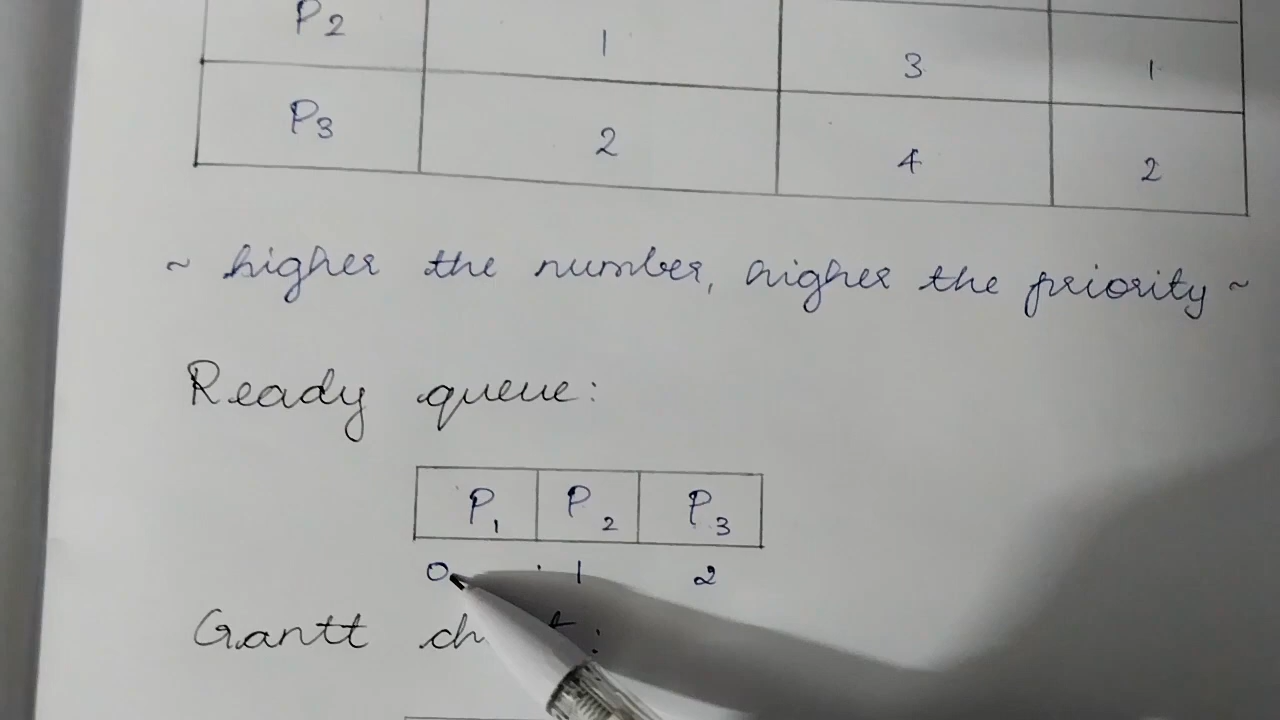 P2 1 3 1
P3 2 4 2
~ higher the number, higher the priority ~
Ready queue:
P1 P2 P3
0 1 2
Gantt